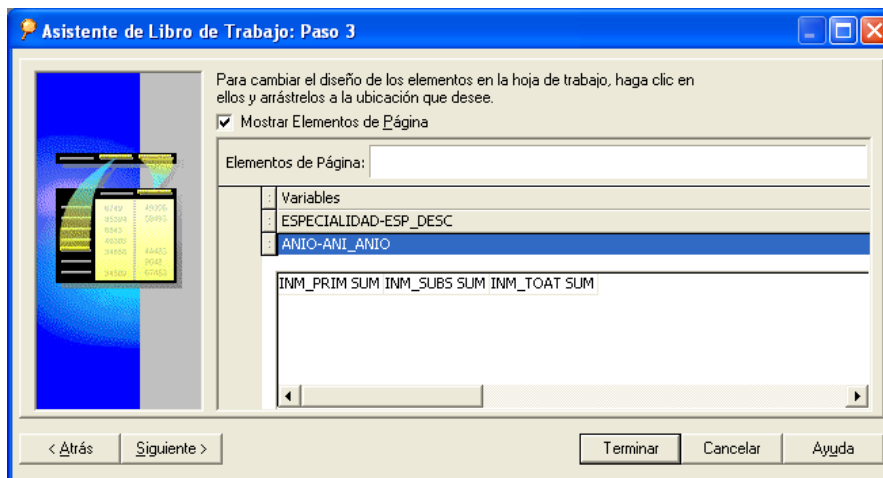 Asistente de Libro de Trabajo: Paso 3
Para cambiar el diseño de los elementos en la hoja de trabajo, haga clic en
ellos y arrástrelos a la ubicación que desee.
Mostrar Elementos de Página
Elementos de Página:
: Variables
: ESPECIALIDAD-ESP_DESC
: ANIO-ANI_ANIO
INM_PRIM SUM INM_SUBS SUM INM_TOAT SUM
< Atrás Siguiente > Terminar Cancelar Ayuda